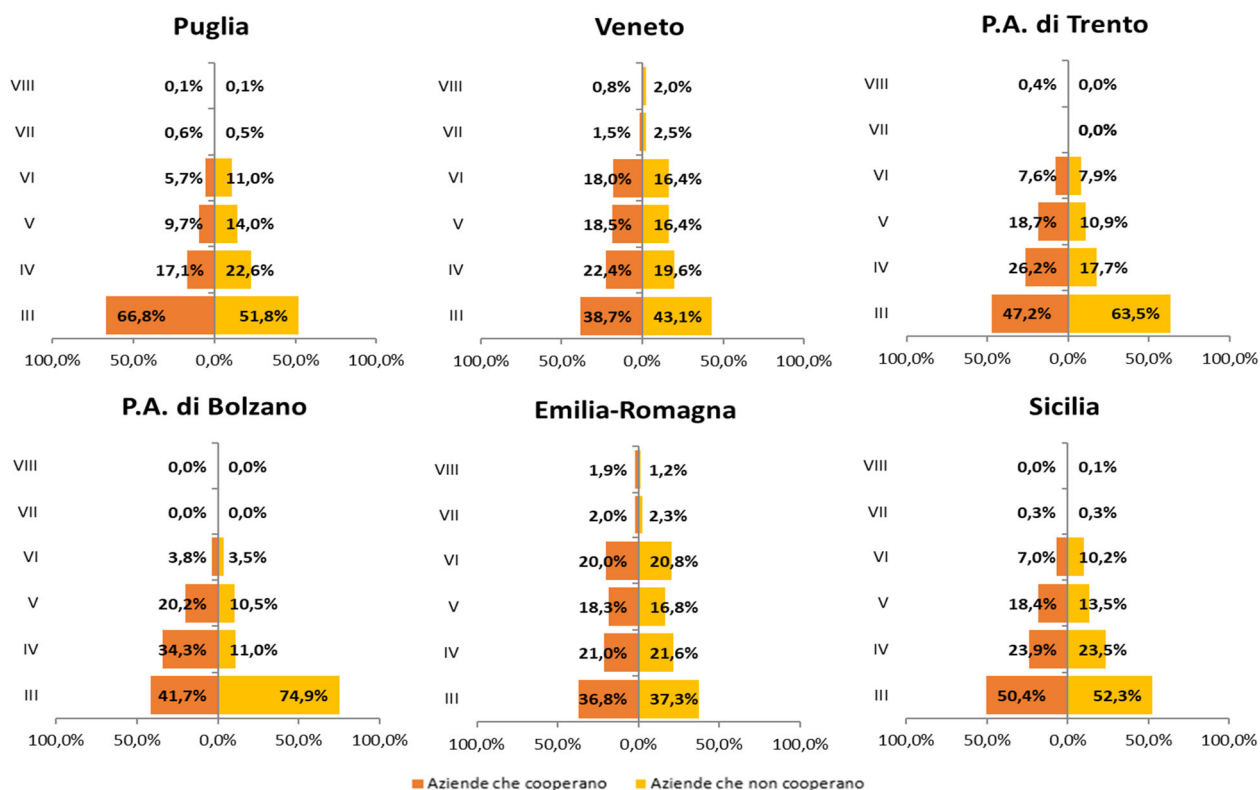 Puglia
VIII 0,1% 0,1%
VII 0,6% 0,5%
VI 5,7% 11,0%
V 9,7% 14,0%
IV 17,1% 22,6%
III 66,8% 51,8%
100,0% 50,0% 0,0% 50,0% 100,0%
Veneto
VIII 0,8% 2,0%
VII 1,5% 2,5%
VI 18,0% 16,4%
V 18,5% 16,4%
IV 22,4% 19,6%
III 38,7% 43,1%
100,0% 50,0% 0,0% 50,0% 100,0%
P.A. di Trento
VIII 0,4% 0,0%
VII 0,0%
VI 7,6% 7,9%
V 18,7% 10,9%
IV 26,2% 17,7%
III 47,2% 63,5%
100,0% 50,0% 0,0% 50,0% 100,0%
P.A. di Bolzano
VIII 0,0% 0,0%
VII 0,0% 0,0%
VI 3,8% 3,5%
V 20,2% 10,5%
IV 34,3% 11,0%
III 41,7% 74,9%
100,0% 50,0% 0,0% 50,0% 100,0%
Emilia-Romagna
VIII 1,9% 1,2%
VII 2,0% 2,3%
VI 20,0% 20,8%
V 18,3% 16,8%
IV 21,0% 21,6%
III 36,8% 37,3%
100,0% 50,0% 0,0% 50,0% 100,0%
Sicilia
VIII 0,0% 0,1%
VII 0,3% 0,3%
VI 7,0% 10,2%
V 18,4% 13,5%
IV 23,9% 23,5%
III 50,4% 52,3%
100,0% 50,0% 0,0% 50,0% 100,0%
Aziende che cooperano Aziende che non cooperano